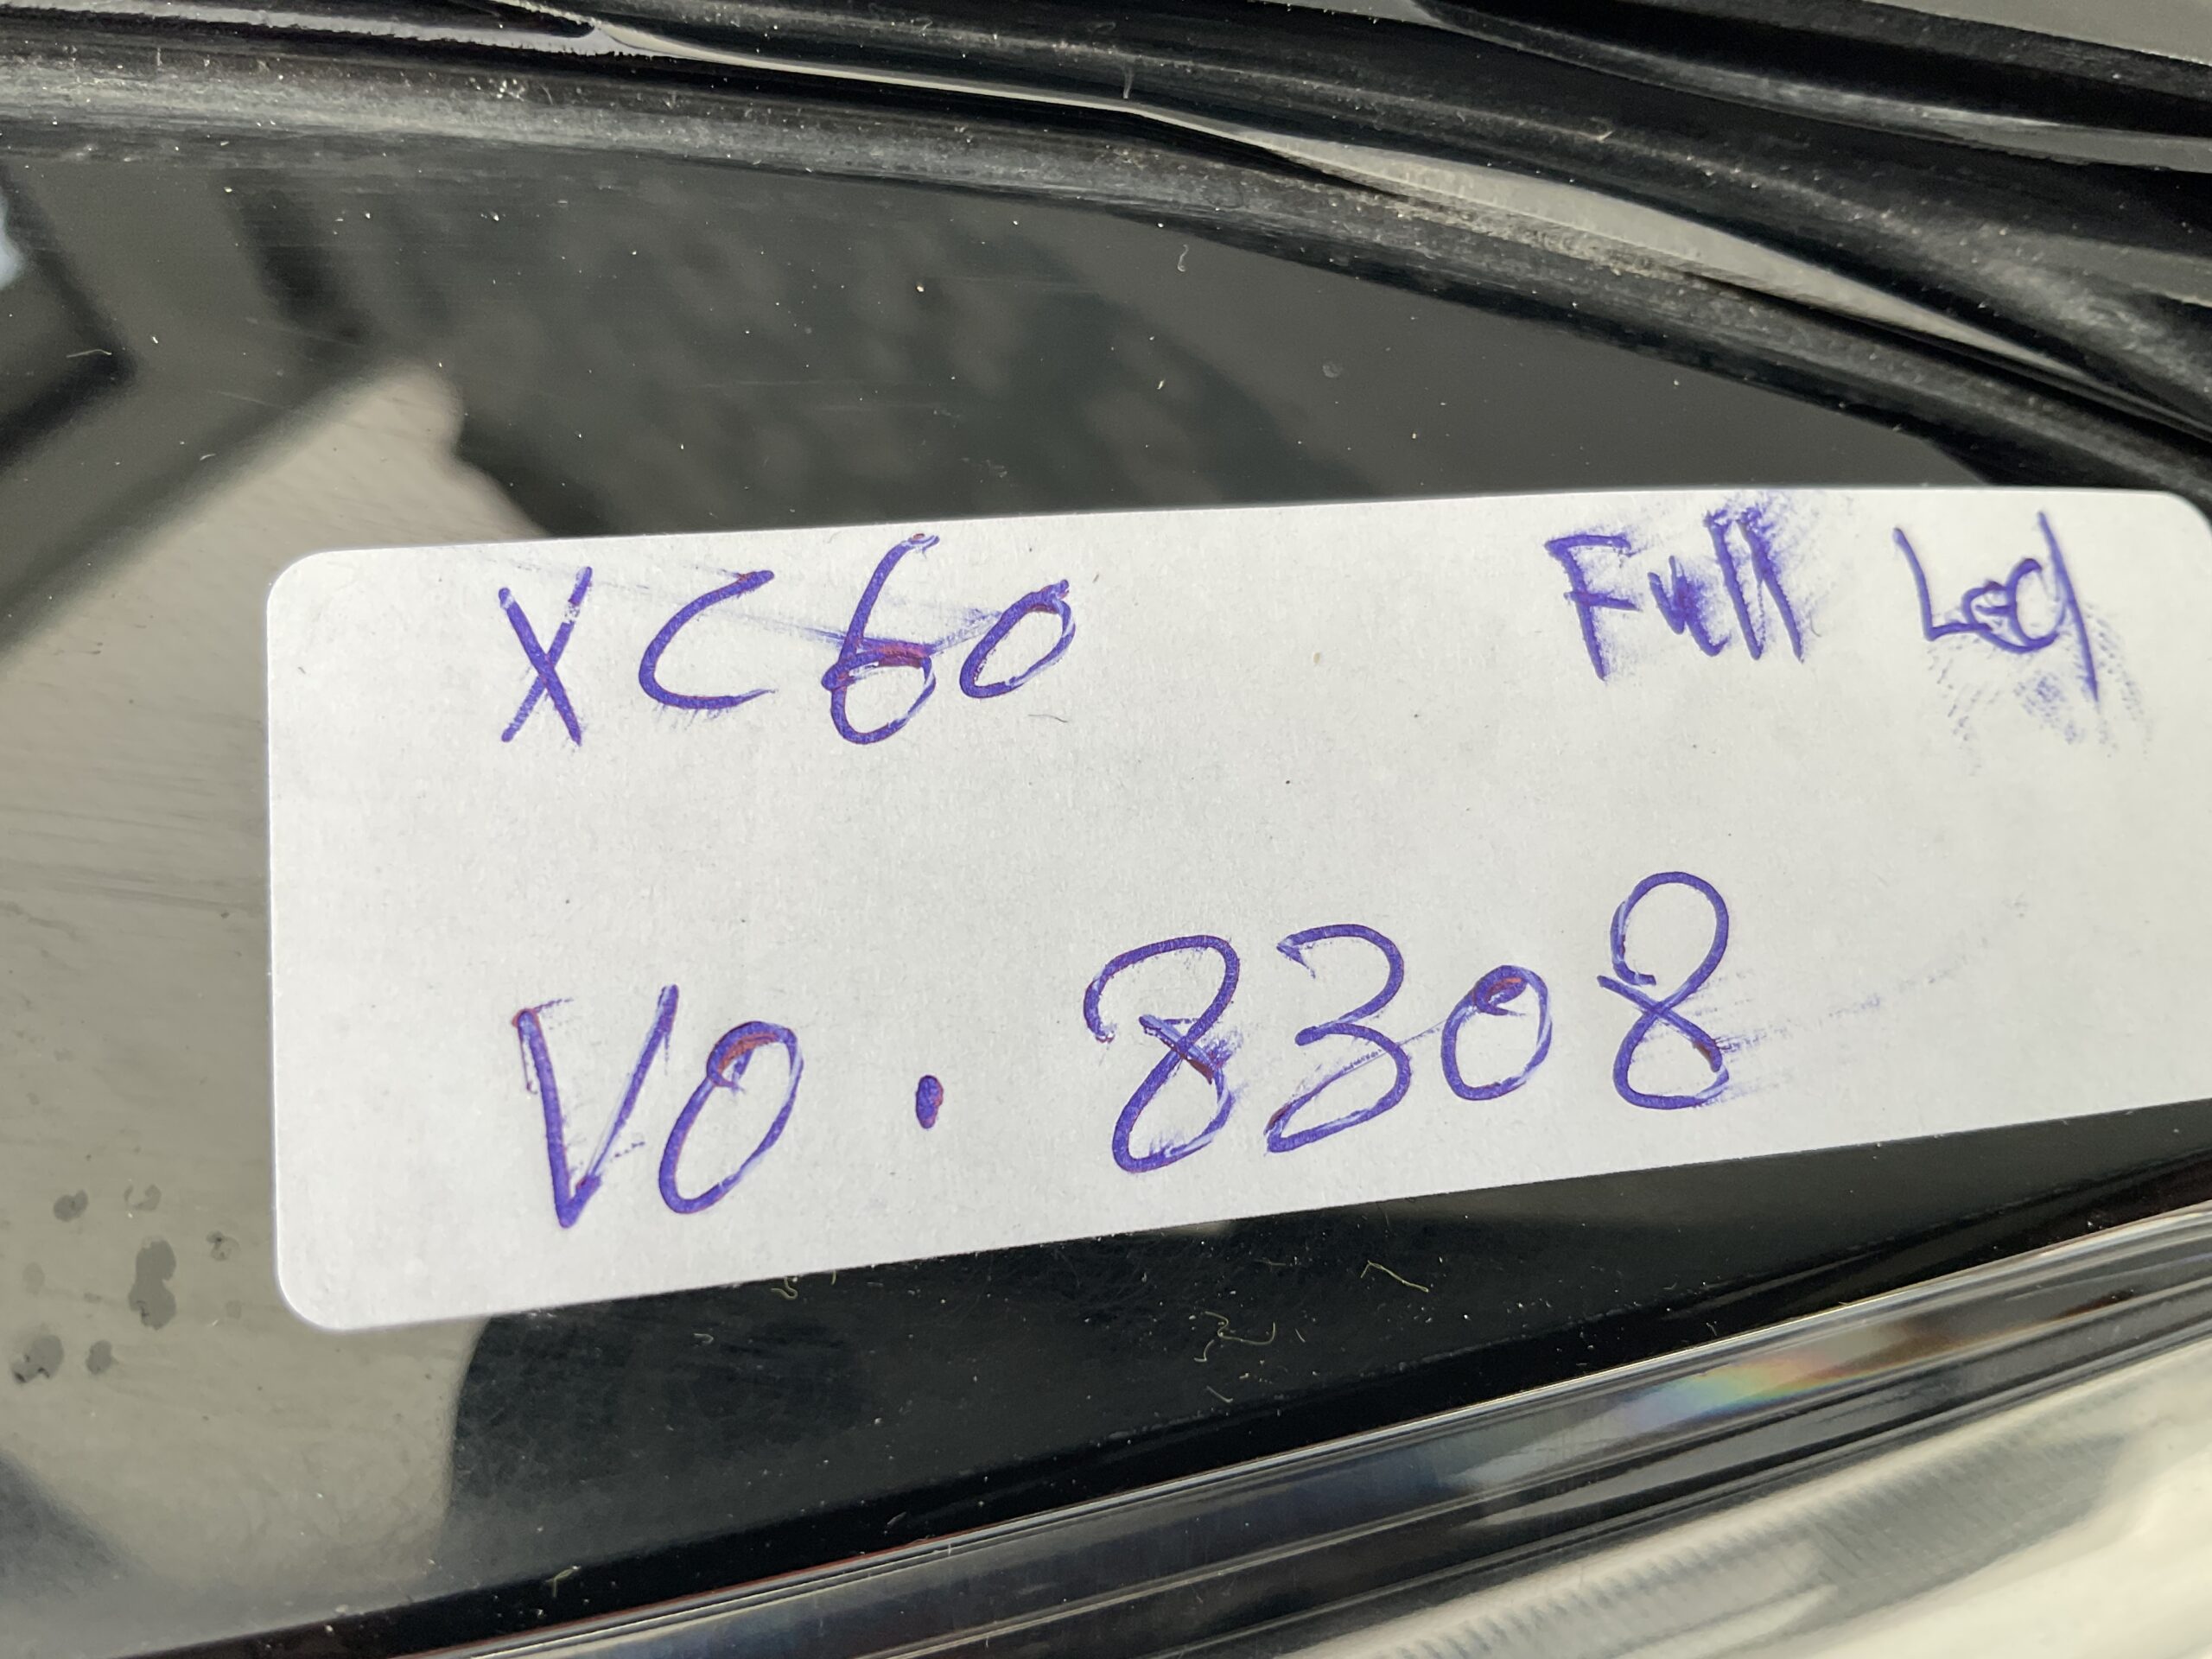 XC60 Full Led
VO . 8308